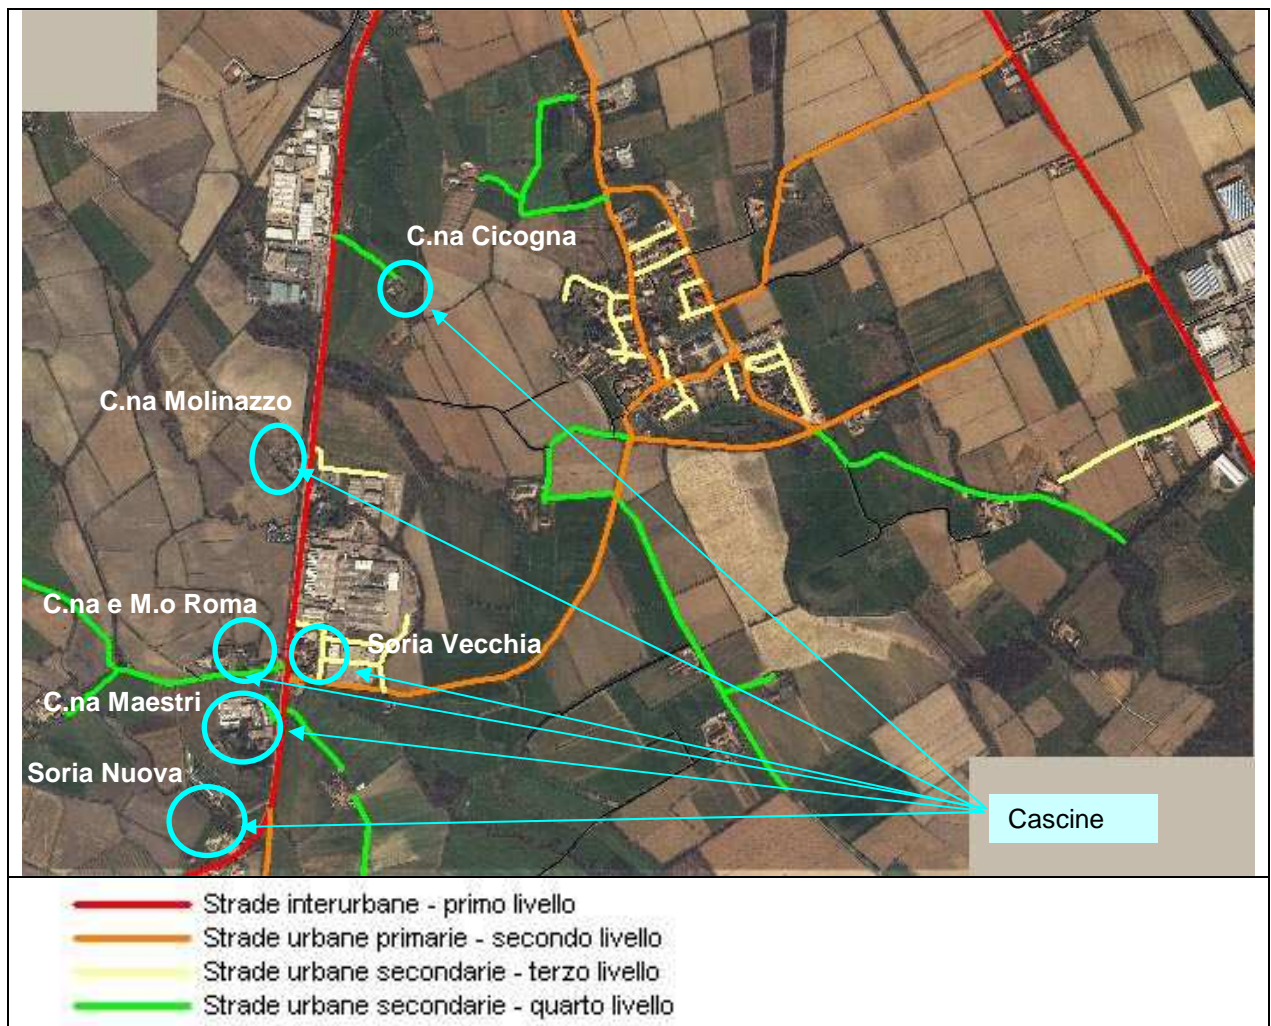 C.na Cicogna
C.na Molinazzo
C.na e M.o Roma
Soria Vecchia
C.na Maestri
Soria Nuova
Cascine
Strade interurbane - primo livello
Strade urbane primarie - secondo livello
Strade urbane secondarie - terzo livello
Strade urbane secondarie - quarto livello